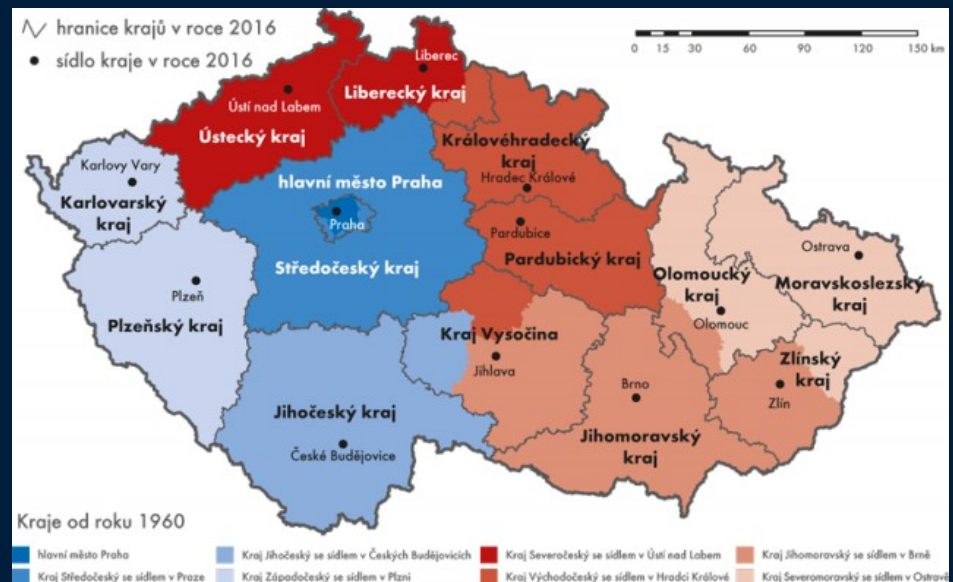 hranice krajů v roce 2016
sídlo kraje v roce 2016
0 15 30 60 90 120 150 km
Liberec
Liberecký kraj
Ústí nad Labem
Ústecký kraj
Královéhradecký
kraj
Hradec Králové
Karlovy Vary
Karlovarský
kraj
hlavní město Praha
Praha
Středočeský kraj
Pardubice
Pardubický kraj
Ostrava
Moravskoslezský
kraj
Olomoucký
kraj
Olomouc
Plzeň
Plzeňský kraj
Kraj Vysočina
Jihlava
Zlínský
kraj
Zlín
Brno
Jihomoravský
kraj
Jihočeský kraj
České Budějovice
Kraje od roku 1960
hlavní město Praha
Kraj Jihočeský se sídlem v Českých Budějovicích
Kraj Severočeský se sídlem v Ústí nad Labem
Kraj Jihomoravský se sídlem v Brně
Kraj Středočeský se sídlem v Praze
Kraj Západočeský se sídlem v Plzni
Kraj Východočeský se sídlem v Hradci Králové
Kraj Severomoravský se sídlem v Ostravě